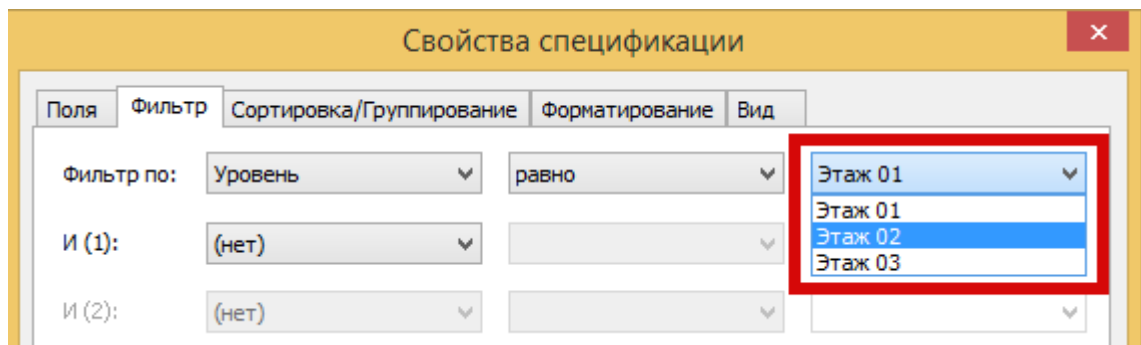 Свойства спецификации
Поля Фильтр Сортировка/Группирование Форматирование Вид
Фильтр по: Уровень равно Этаж 01
Этаж 01
И (1): (нет) Этаж 02
Этаж 03
И (2): (нет)